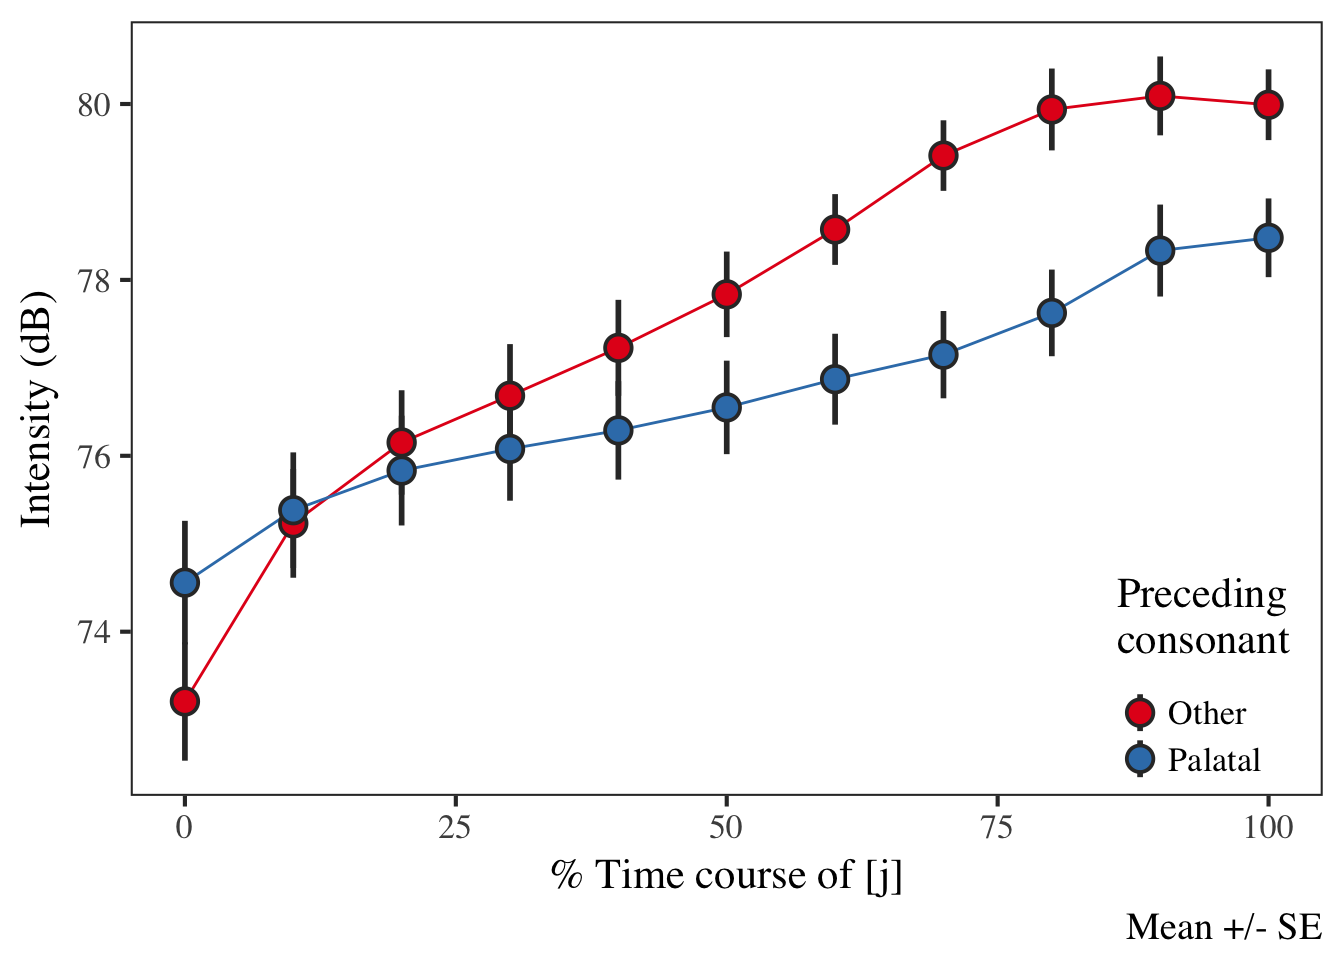 80
78
76
74
Intensity (dB)
Preceding
consonant
Other
Palatal
0 25 50 75 100
% Time course of [j]
Mean +/- SE